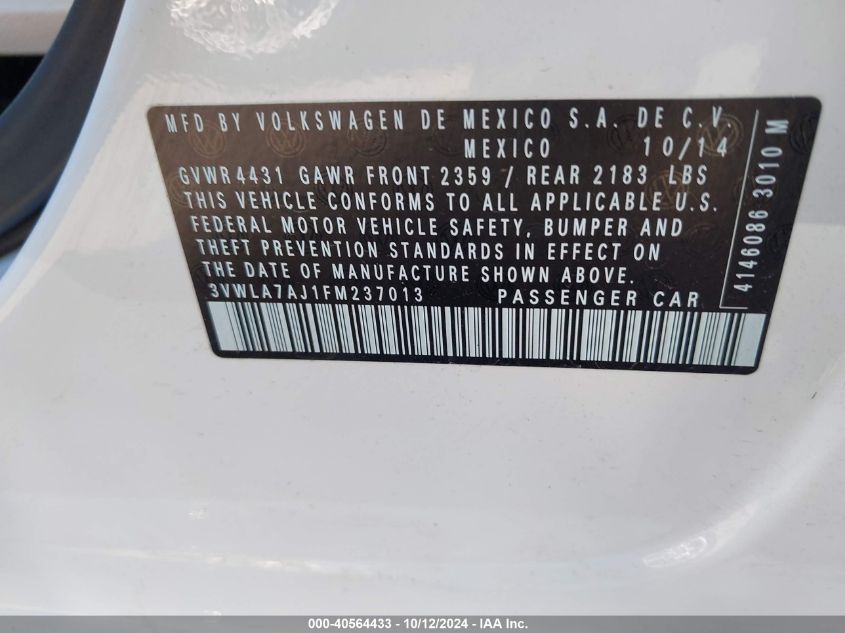 MFD BY VOLKSWAGEN DE MEXICO S.A. DE C.V.
MEXICO 10/14
GVWR 4431 GAWR FRONT 2359 / REAR 2183 LBS
THIS VEHICLE CONFORMS TO ALL APPLICABLE U.S.
FEDERAL MOTOR VEHICLE SAFETY, BUMPER AND
THEFT PREVENTION STANDARDS IN EFFECT ON
THE DATE OF MANUFACTURE SHOWN ABOVE.
3VWLA7AJ1FM237013 PASSENGER CAR
4146086 3010 M
000-40564433 - 10/12/2024 - IAA Inc.